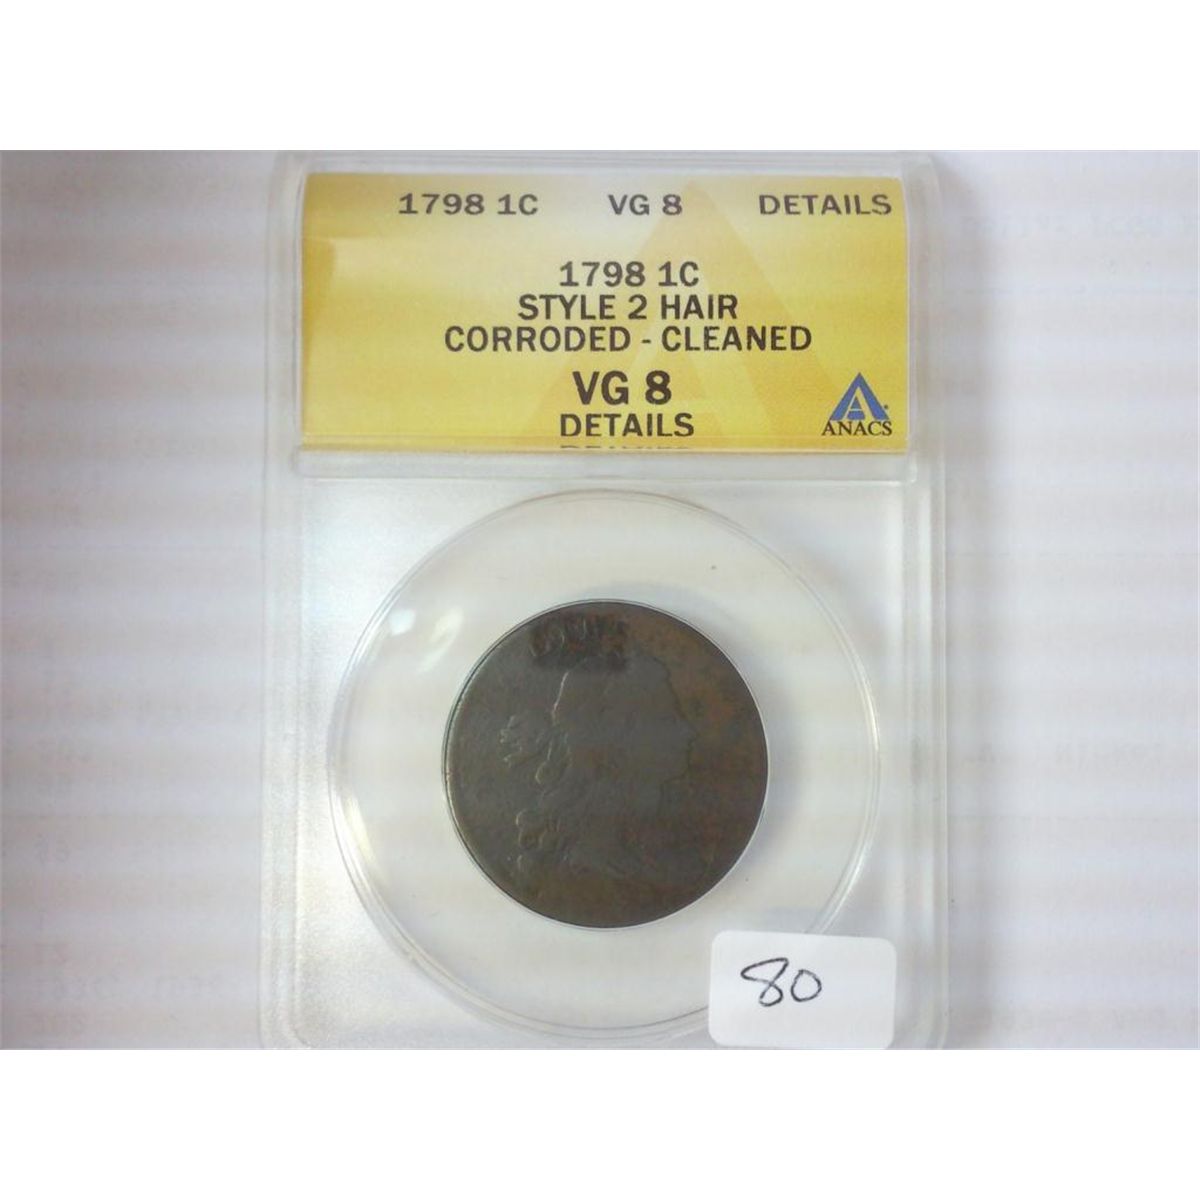 1798 1C VG 8 DETAILS
1798 1C
STYLE 2 HAIR
CORRODED - CLEANED
VG 8
DETAILS
ANACS
80